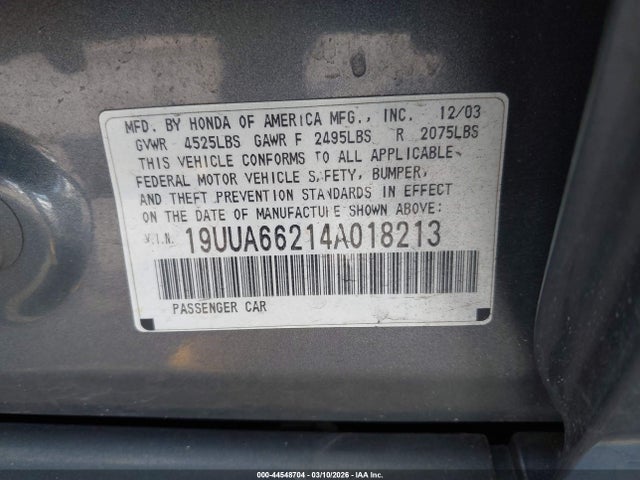 MFD. BY HONDA OF AMERICA MFG., INC. 12/03
GVWR 4525LBS GAWR F 2495LBS R 2075LBS
THIS VEHICLE CONFORMS TO ALL APPLICABLE
FEDERAL MOTOR VEHICLE SAFETY, BUMPER,
AND THEFT PREVENTION STANDARDS IN EFFECT
ON THE DATE OF MANUFACTURE SHOWN ABOVE:
V.I.N. 19UUA66214A018213
PASSENGER CAR
000-44548704 - 03/10/2026 - IAA Inc.